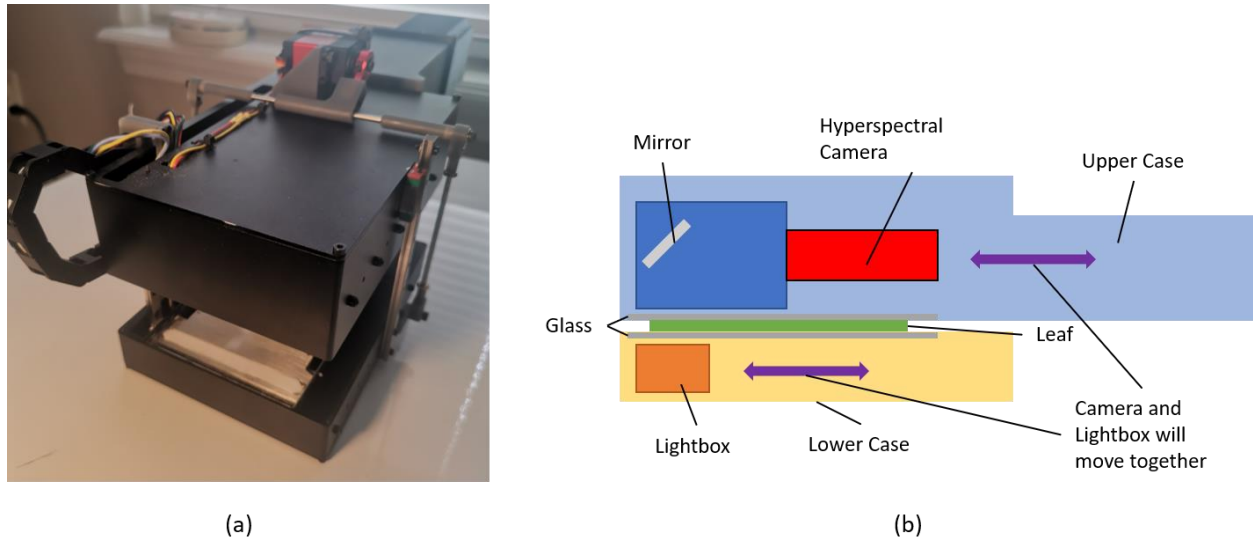 Mirror
Hyperspectral
Camera
Upper Case
Glass
Leaf
Lightbox
Lower Case
Camera and
Lightbox will
move together
(a)
(b)